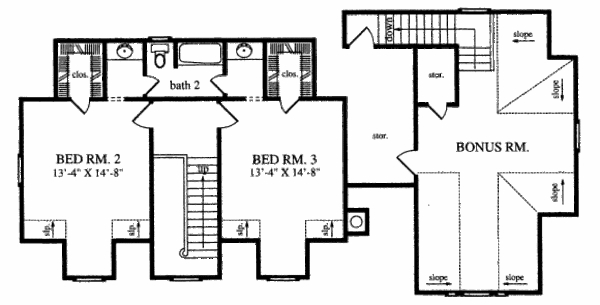 down
slope
clos.
clos.
stor.
bath 2
slope
slope
stor.
BED RM. 2
13'-4" X 14'-8"
BED RM. 3
13'-4" X 14'-8"
BONUS RM.
up
slope
slp.
slp.
slp.
slp.
slope
slope